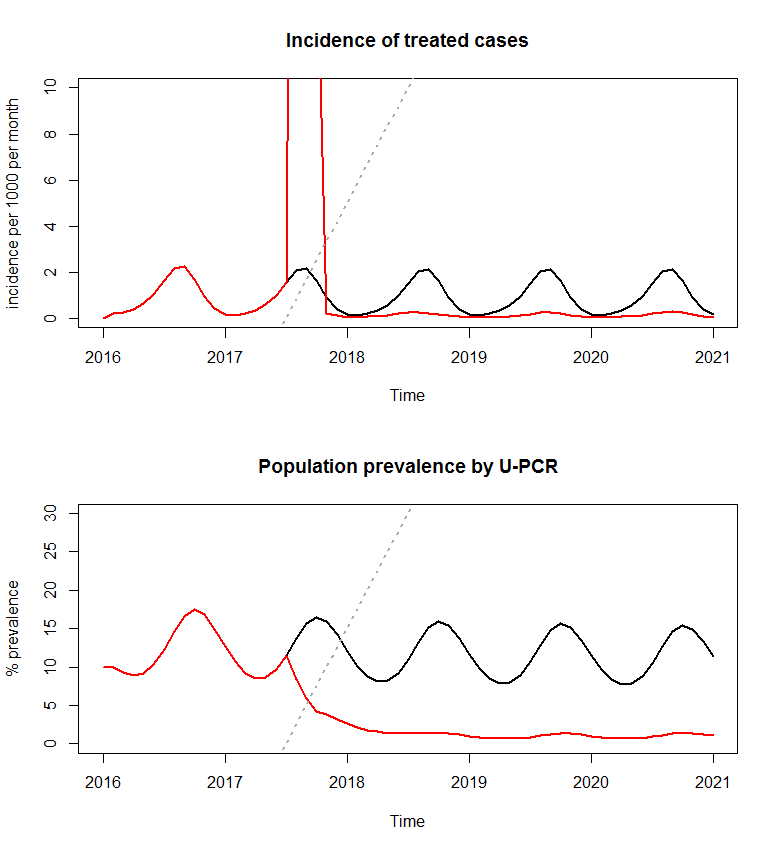 Incidence of treated cases
incidence per 1000 per month
10
8
6
4
2
0
2016 2017 2018 2019 2020 2021
Time
Population prevalence by U-PCR
% prevalence
30
25
20
15
10
5
0
2016 2017 2018 2019 2020 2021
Time